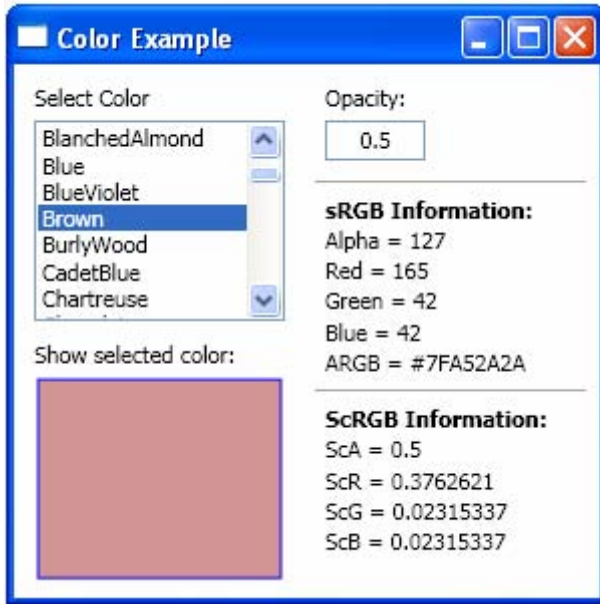 Color Example
Select Color
BlanchedAlmond
Blue
BlueViolet
Brown
BurlyWood
CadetBlue
Chartreuse
Show selected color:
Opacity:
0.5
sRGB Information:
Alpha = 127
Red = 165
Green = 42
Blue = 42
ARGB = #7FA52A2A
ScRGB Information:
ScA = 0.5
ScR = 0.3762621
ScG = 0.02315337
ScB = 0.02315337